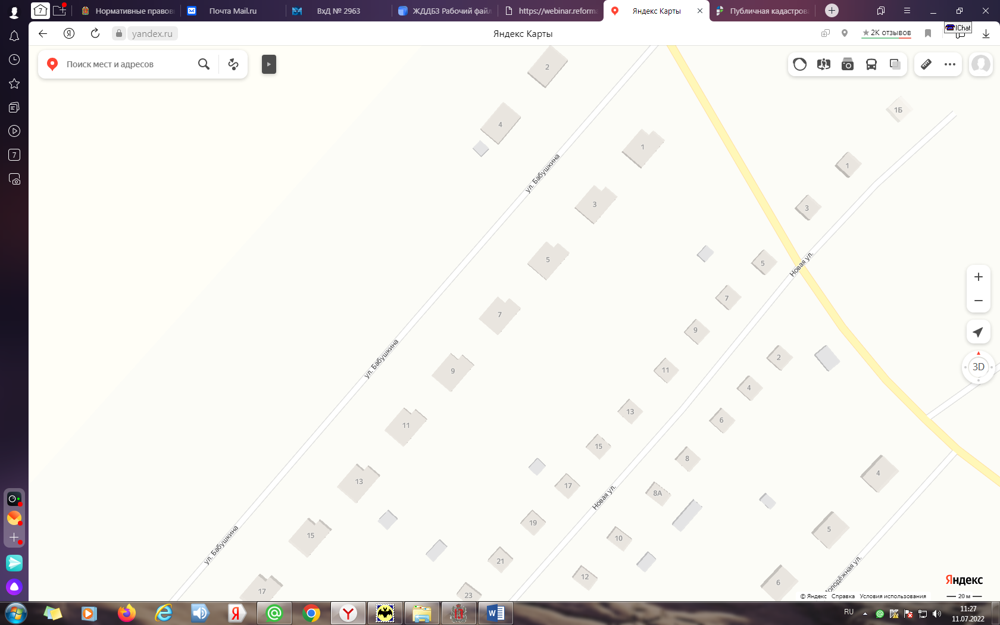 7
Нормативные правов
Почта Mail.ru
ВхД № 2963
ЖДДБЗ Рабочий файл
https://webinar.reforma
Яндекс Карты
Публичная кадастрова
yandex.ru
Яндекс Карты
2K отзывов
IChat
Поиск мест и адресов
7
2
4
1
3
5
7
9
11
13
15
17
ул. Бабушкина
ул. Бабушкина
ул. Бабушкина
1Б
1
3
5
7
9
11
13
15
17
19
21
23
Новая ул.
Новая ул.
2
4
6
8
8А
10
12
4
5
6
3D
Яндекс
© Яндекс Справка Условия использования
20 м
RU
11:27
11.07.2022